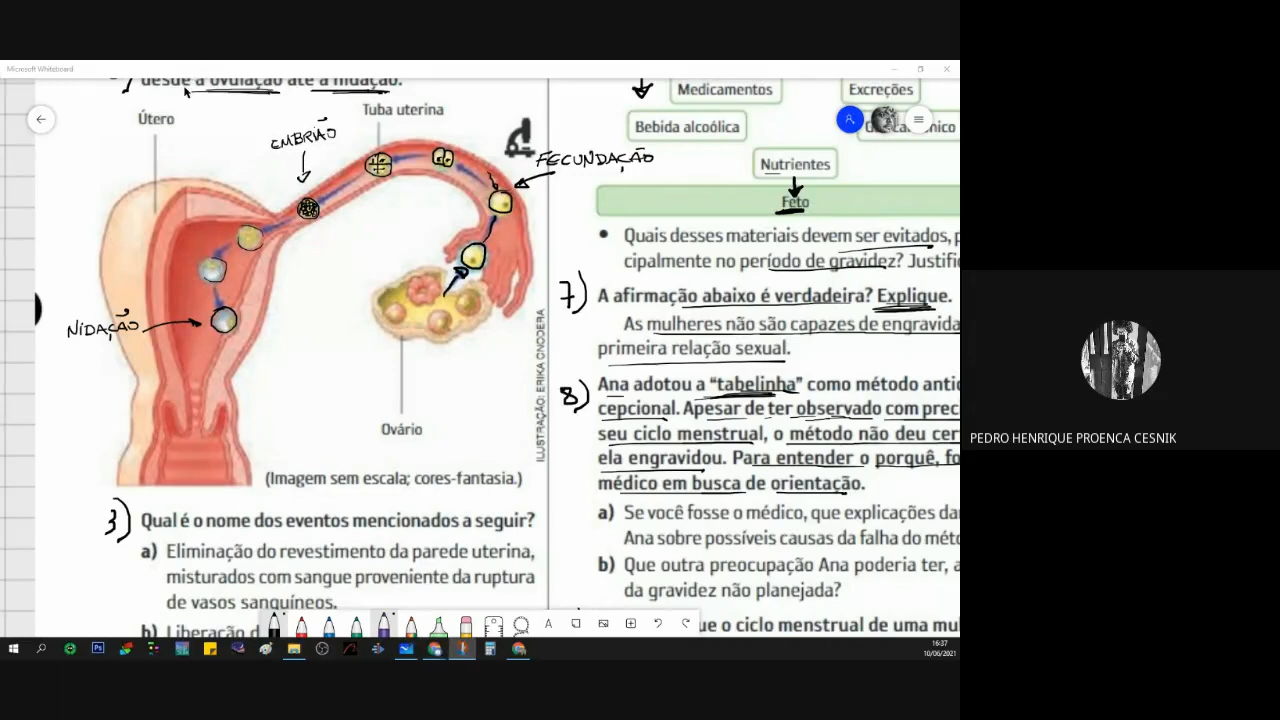 Microsoft Whiteboard
desde a ovulação até a nidação.
Útero
Tuba uterina
EMBRIÃO
FECUNDAÇÃO
NIDAÇÃO
Ovário
ILUSTRAÇÃO: ERIKA ONODERA
(Imagem sem escala; cores-fantasia.)
3) Qual é o nome dos eventos mencionados a seguir?
a) Eliminação do revestimento da parede uterina,
misturados com sangue proveniente da ruptura
de vasos sanguíneos.
b) Liberação d
Medicamentos
Excreções
Bebida alcoólica
Nutrientes
Feto
• Quais desses materiais devem ser evitados, p
cipalmente no período de gravidez? Justifi
7) A afirmação abaixo é verdadeira? Explique.
As mulheres não são capazes de engravida
primeira relação sexual.
8) Ana adotou a “tabelinha” como método antic
cepcional. Apesar de ter observado com prec
seu ciclo menstrual, o método não deu cer
ela engravidou. Para entender o porquê, fo
médico em busca de orientação.
a) Se você fosse o médico, que explicações da
Ana sobre possíveis causas da falha do méto
b) Que outra preocupação Ana poderia ter, a
da gravidez não planejada?
ue o ciclo menstrual de uma mul
16:37
10/06/2021
PEDRO HENRIQUE PROENCA CESNIK